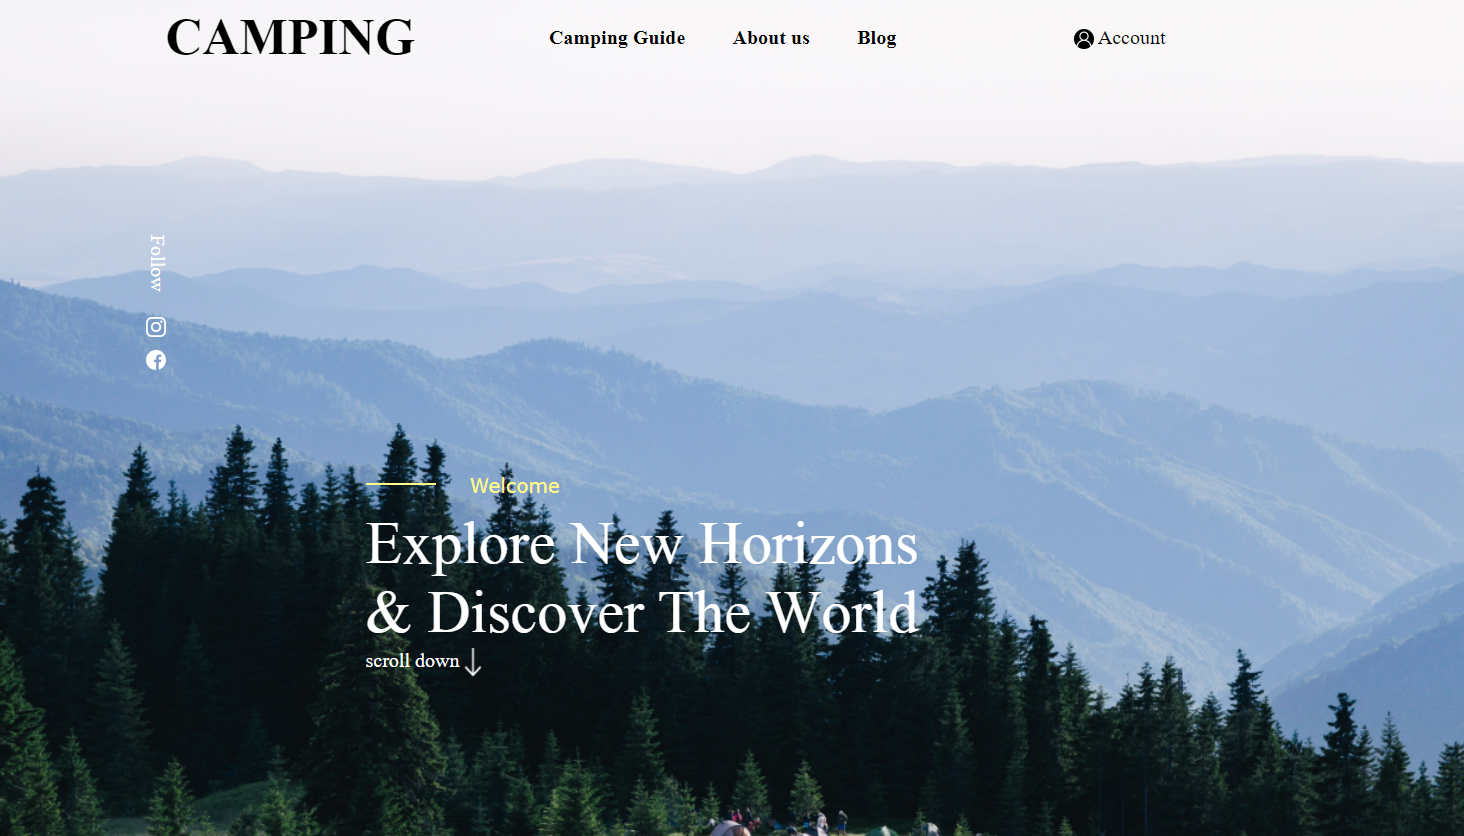 CAMPING
Camping Guide
About us
Blog
Account
Follow
Welcome
Explore New Horizons
& Discover The World
scroll down